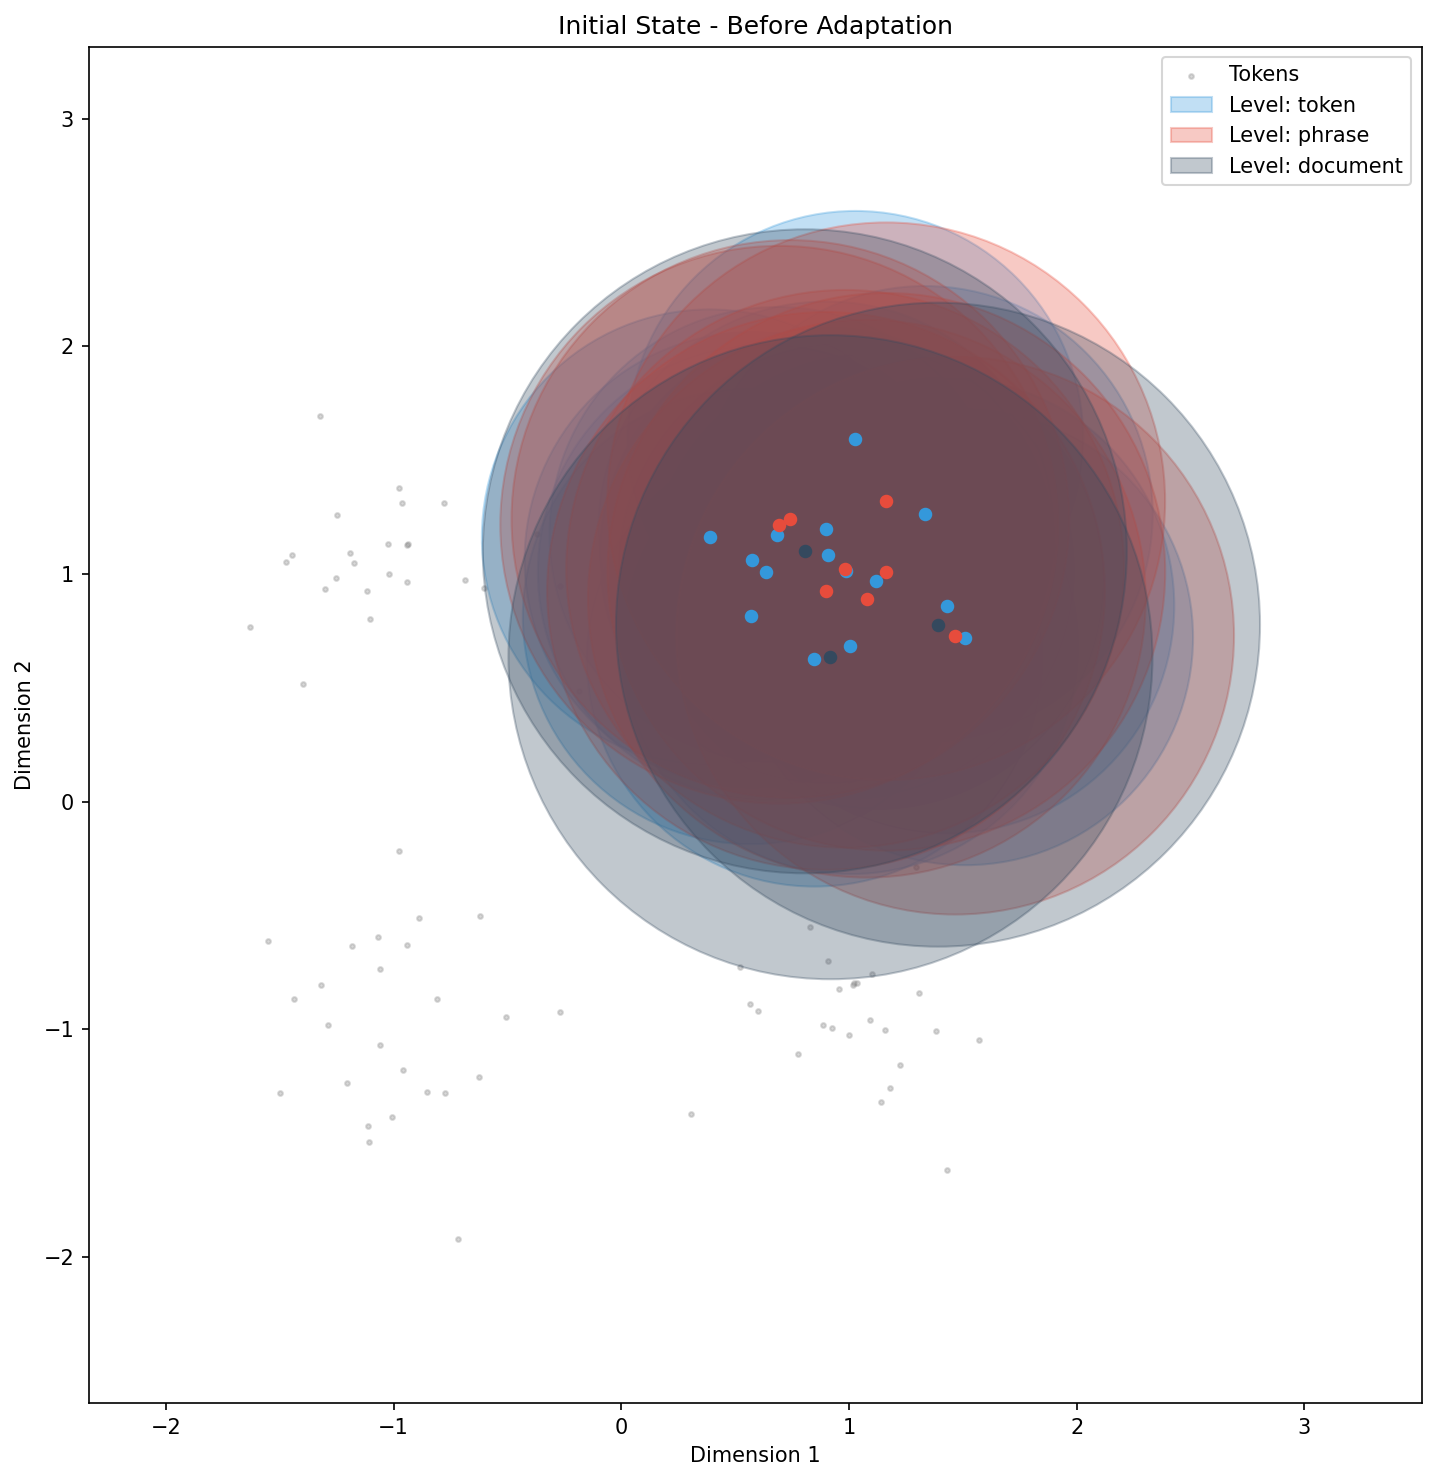 Initial State - Before Adaptation
Tokens
Level: token
Level: phrase
Level: document
3
2
1
0
−1
−2
Dimension 2
−2
−1
0
1
2
3
Dimension 1